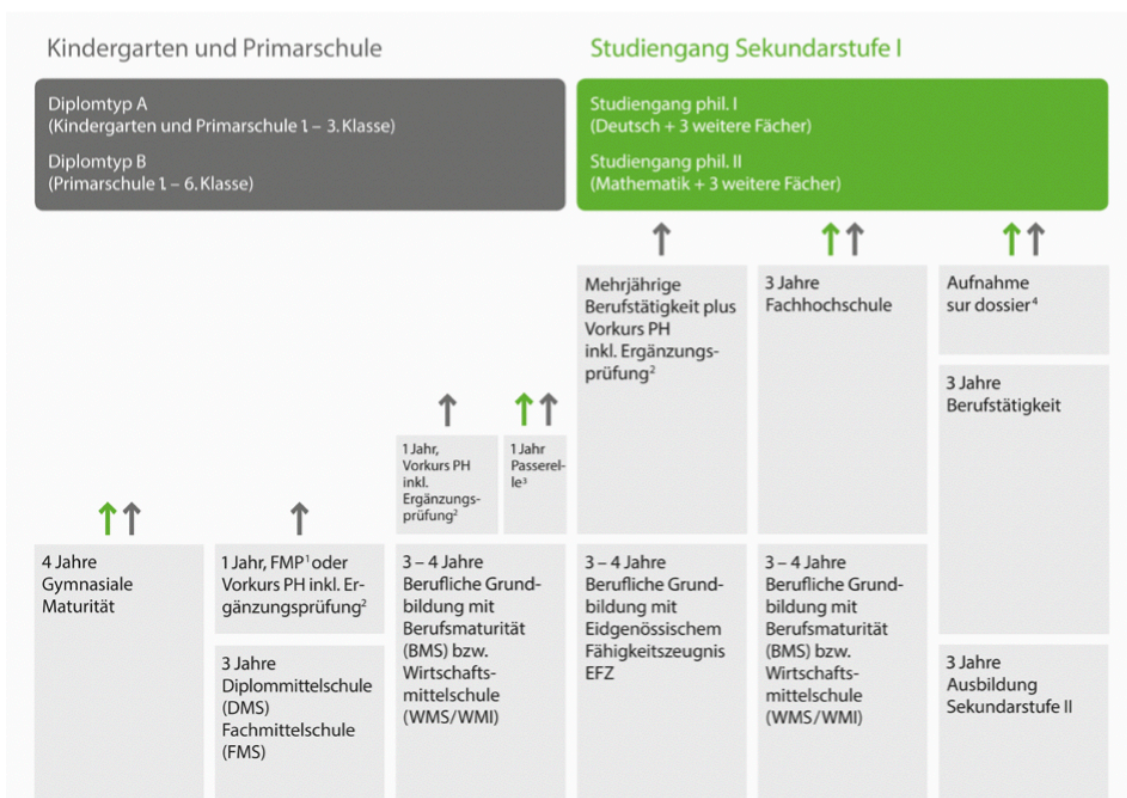 Kindergarten und Primarschule
Diplomtyp A
(Kindergarten und Primarschule 1 – 3. Klasse)
Diplomtyp B
(Primarschule 1 – 6. Klasse)
Studiengang Sekundarstufe I
Studiengang phil. I
(Deutsch + 3 weitere Fächer)
Studiengang phil. II
(Mathematik + 3 weitere Fächer)
4 Jahre
Gymnasiale
Maturität
1 Jahr, FMP¹ oder
Vorkurs PH inkl. Er-
gänzungsprüfung²
3 Jahre
Diplommittelschule
(DMS)
Fachmittelschule
(FMS)
1 Jahr,
Vorkurs PH
inkl.
Ergänzungs-
prüfung²
1 Jahr
Passerel-
le³
3 – 4 Jahre
Berufliche Grund-
bildung mit
Berufsmaturität
(BMS) bzw.
Wirtschafts-
mittelschule
(WMS/WMI)
Mehrjährige
Berufstätigkeit plus
Vorkurs PH
inkl. Ergänzungs-
prüfung²
3 – 4 Jahre
Berufliche Grund-
bildung mit
Eidgenössischem
Fähigkeitszeugnis
EFZ
3 Jahre
Fachhochschule
3 – 4 Jahre
Berufliche Grund-
bildung mit
Berufsmaturität
(BMS) bzw.
Wirtschafts-
mittelschule
(WMS/WMI)
Aufnahme
sur dossier⁴
3 Jahre
Berufstätigkeit
3 Jahre
Ausbildung
Sekundarstufe II